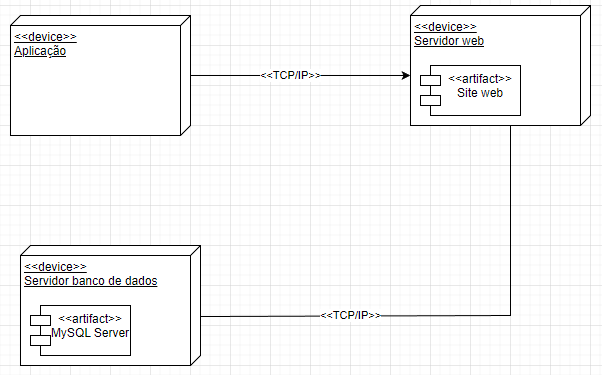 <<device>>
Aplicação
<<TCP/IP>>
<<device>>
Servidor web
<<artifact>>
Site web
<<device>>
Servidor banco de dados
<<artifact>>
MySQL Server
<<TCP/IP>>